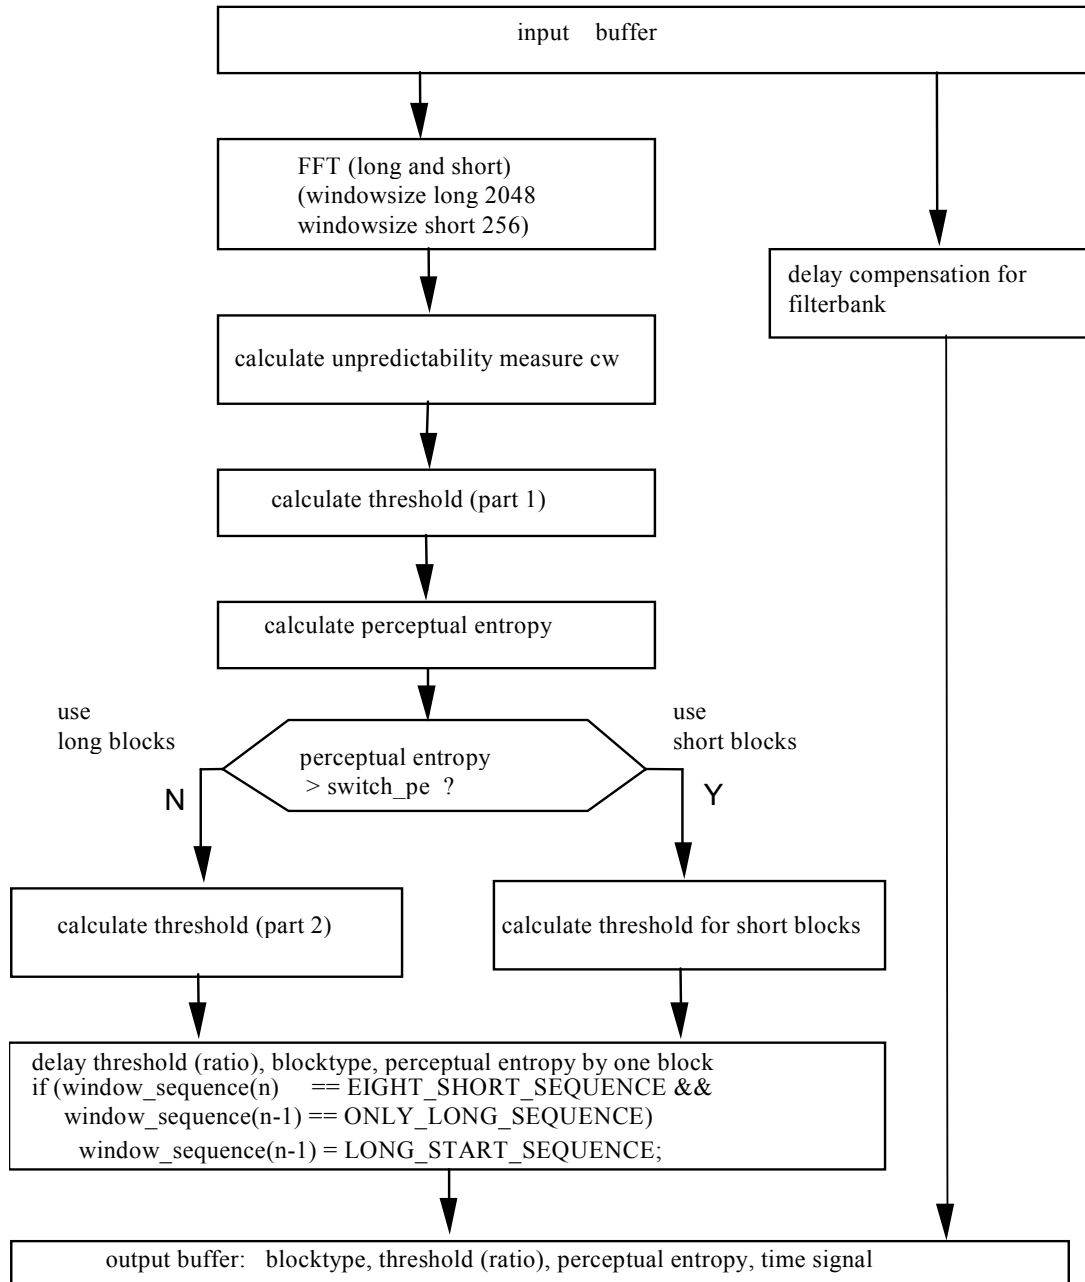 input buffer
FFT (long and short)
(windowsize long 2048
windowsize short 256)
delay compensation for
filterbank
calculate unpredictability measure cw
calculate threshold (part 1)
calculate perceptual entropy
use
long blocks
use
short blocks
perceptual entropy
> switch_pe ?
N
Y
calculate threshold (part 2)
calculate threshold for short blocks
delay threshold (ratio), blocktype, perceptual entropy by one block
if (window_sequence(n) == EIGHT_SHORT_SEQUENCE &&
window_sequence(n-1) == ONLY_LONG_SEQUENCE)
window_sequence(n-1) = LONG_START_SEQUENCE;
output buffer: blocktype, threshold (ratio), perceptual entropy, time signal